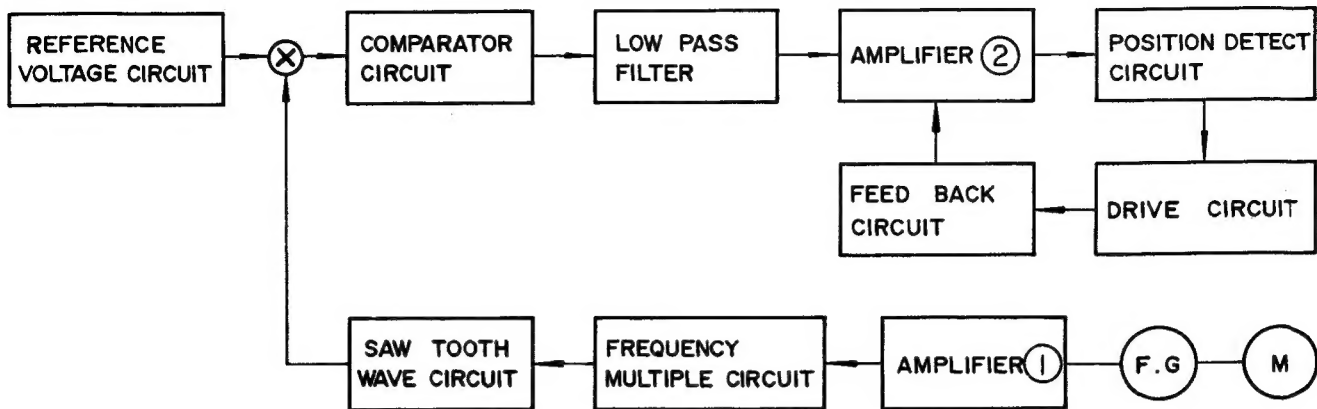 REFERENCE
VOLTAGE CIRCUIT
COMPARATOR
CIRCUIT
LOW PASS
FILTER
AMPLIFIER ②
POSITION DETECT
CIRCUIT
FEED BACK
CIRCUIT
DRIVE CIRCUIT
SAW TOOTH
WAVE CIRCUIT
FREQUENCY
MULTIPLE CIRCUIT
AMPLIFIER ①
F.G
M